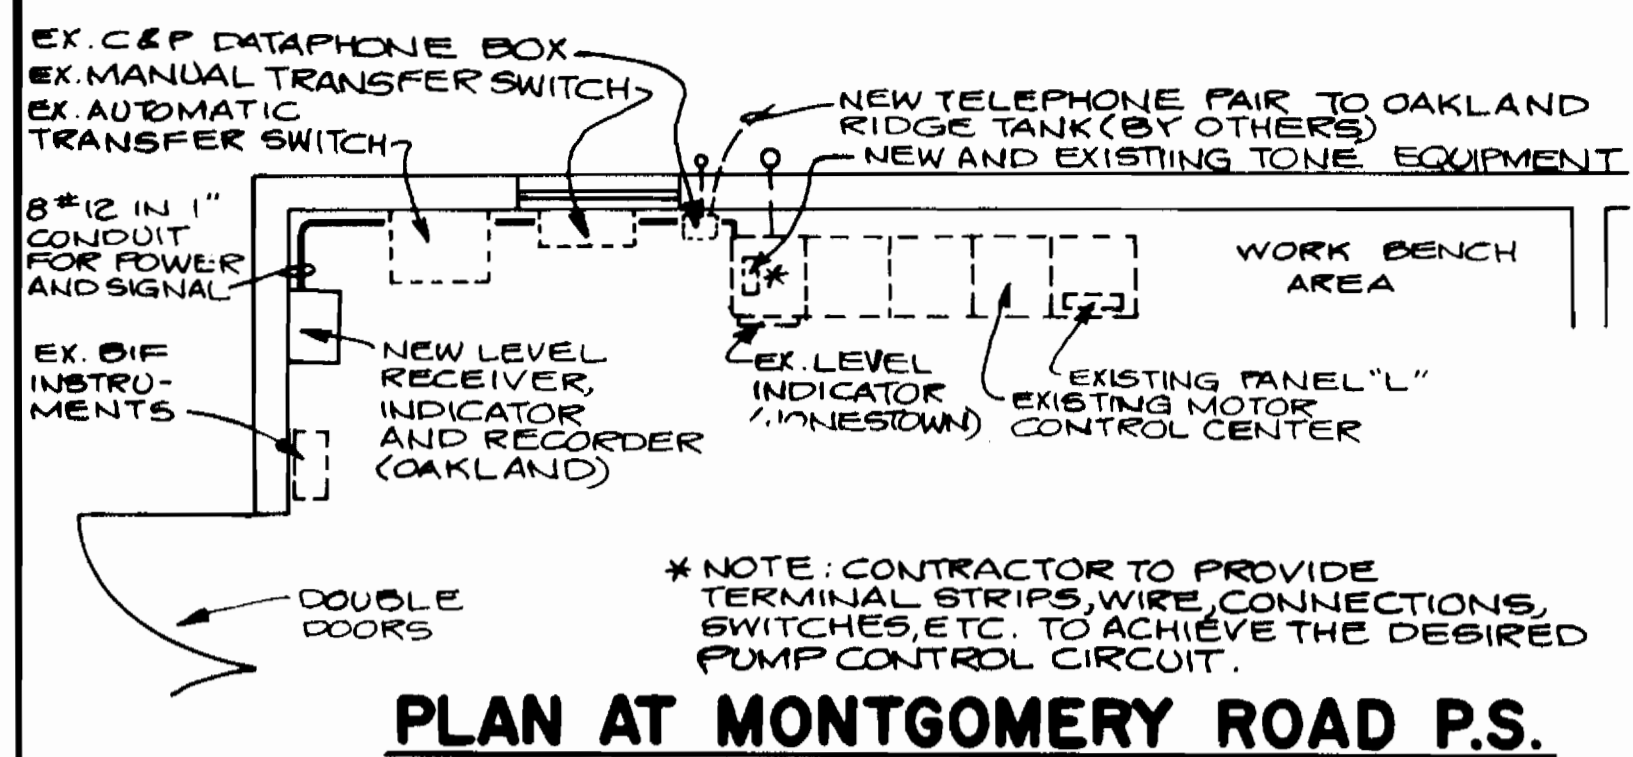 EX. C&P DATAPHONE BOX
EX. MANUAL TRANSFER SWITCH
EX. AUTOMATIC
TRANSFER SWITCH
NEW TELEPHONE PAIR TO OAKLAND
RIDGE TANK (BY OTHERS)
NEW AND EXISTING TONE EQUIPMENT
8 #12 IN 1"
CONDUIT
FOR POWER
AND SIGNAL
WORK BENCH
AREA
*
EX. BIF
INSTRU-
MENTS
NEW LEVEL
RECEIVER,
INDICATOR
AND RECORDER
(OAKLAND)
EX. LEVEL
INDICATOR
(JONESTOWN)
EXISTING PANEL "L"
EXISTING MOTOR
CONTROL CENTER
DOUBLE
DOORS
* NOTE: CONTRACTOR TO PROVIDE
TERMINAL STRIPS, WIRE, CONNECTIONS,
SWITCHES, ETC. TO ACHIEVE THE DESIRED
PUMP CONTROL CIRCUIT.
PLAN AT MONTGOMERY ROAD P.S.